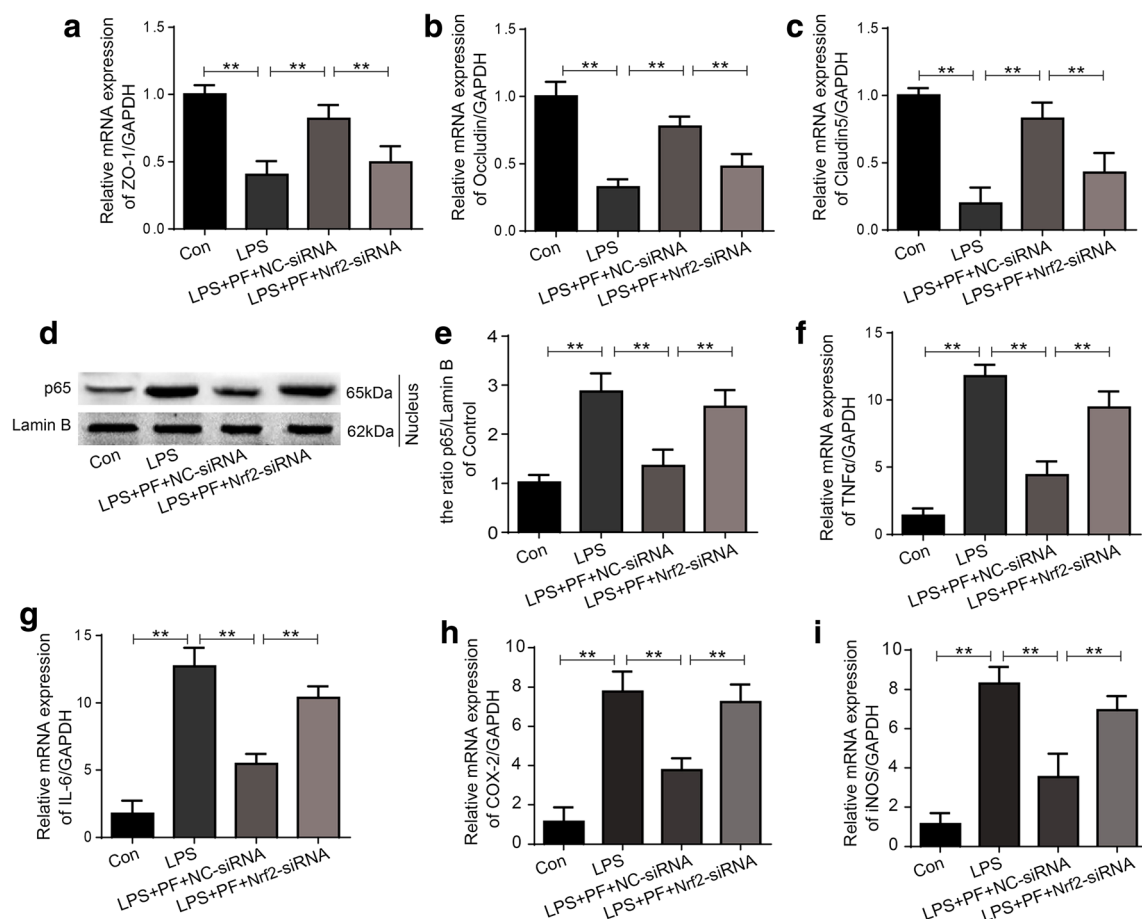 a
Relative mRNA expression
of ZO-1/GAPDH
1.5
1.0
0.5
0.0
** ** **
Con
LPS
LPS+PF+NC-siRNA
LPS+PF+Nrf2-siRNA
b
Relative mRNA expression
of Occludin/GAPDH
1.5
1.0
0.5
0.0
** ** **
Con
LPS
LPS+PF+NC-siRNA
LPS+PF+Nrf2-siRNA
c
Relative mRNA expression
of Claudin5/GAPDH
1.5
1.0
0.5
0.0
** ** **
Con
LPS
LPS+PF+NC-siRNA
LPS+PF+Nrf2-siRNA
d
p65
65kDa
Lamin B
62kDa
Nucleus
Con
LPS
LPS+PF+NC-siRNA
LPS+PF+Nrf2-siRNA
e
the ratio p65/Lamin B
of Control
4
3
2
1
0
** ** **
Con
LPS
LPS+PF+NC-siRNA
LPS+PF+Nrf2-siRNA
f
Relative mRNA expression
of TNFα/GAPDH
15
10
5
0
** ** **
Con
LPS
LPS+PF+NC-siRNA
LPS+PF+Nrf2-siRNA
g
Relative mRNA expression
of IL-6/GAPDH
15
10
5
0
** ** **
Con
LPS
LPS+PF+NC-siRNA
LPS+PF+Nrf2-siRNA
h
Relative mRNA expression
of COX-2/GAPDH
10
8
6
4
2
0
** ** **
Con
LPS
LPS+PF+NC-siRNA
LPS+PF+Nrf2-siRNA
i
Relative mRNA expression
of iNOS/GAPDH
10
8
6
4
2
0
** ** **
Con
LPS
LPS+PF+NC-siRNA
LPS+PF+Nrf2-siRNA